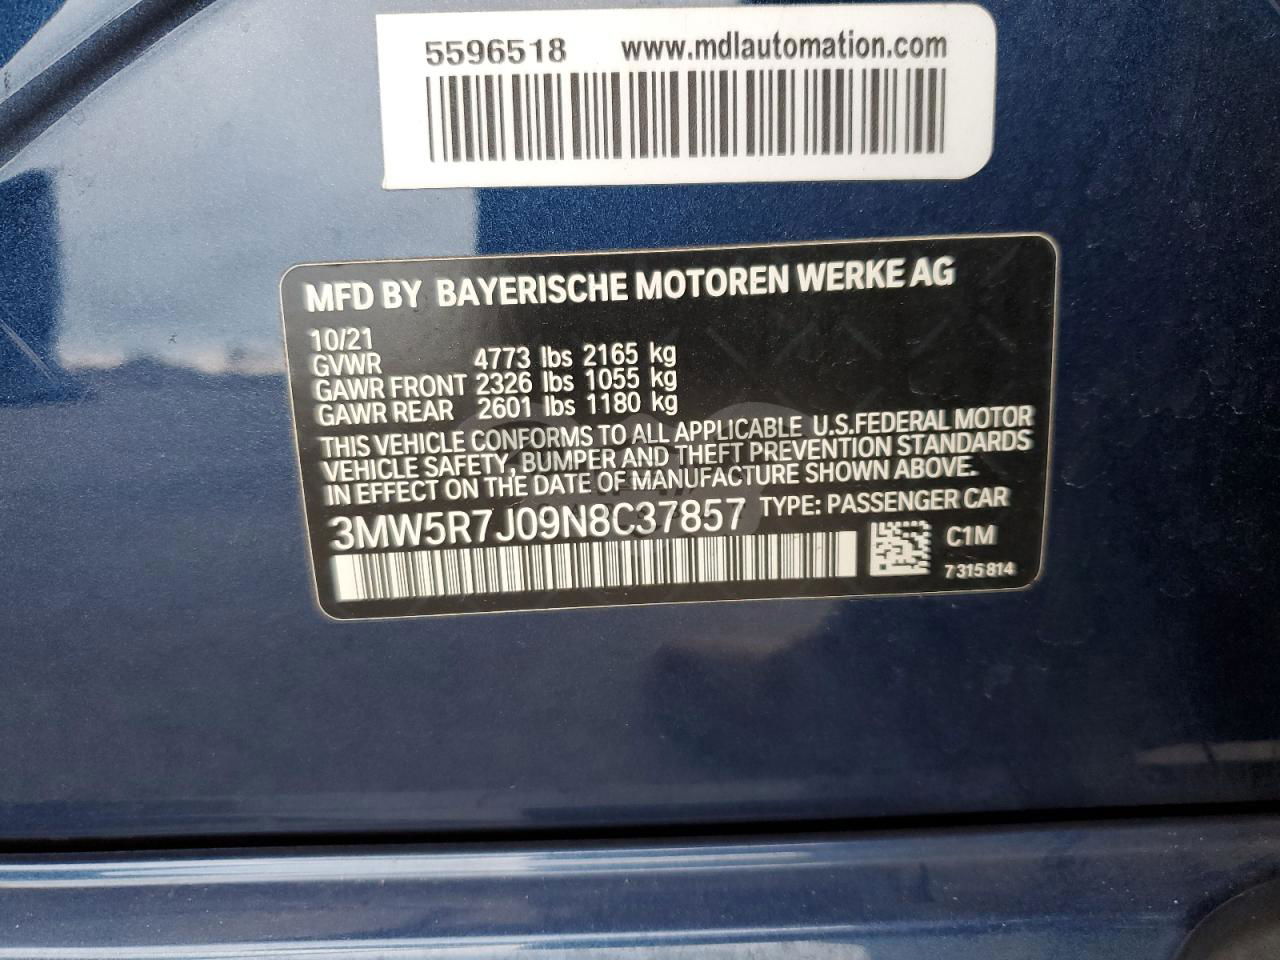 5596518 www.mdlautomation.com
MFD BY BAYERISCHE MOTOREN WERKE AG
10/21
GVWR 4773 lbs 2165 kg
GAWR FRONT 2326 lbs 1055 kg
GAWR REAR 2601 lbs 1180 kg
THIS VEHICLE CONFORMS TO ALL APPLICABLE U.S.FEDERAL MOTOR
VEHICLE SAFETY, BUMPER AND THEFT PREVENTION STANDARDS
IN EFFECT ON THE DATE OF MANUFACTURE SHOWN ABOVE.
3MW5R7J09N8C37857 TYPE: PASSENGER CAR
C1M
7 315 814